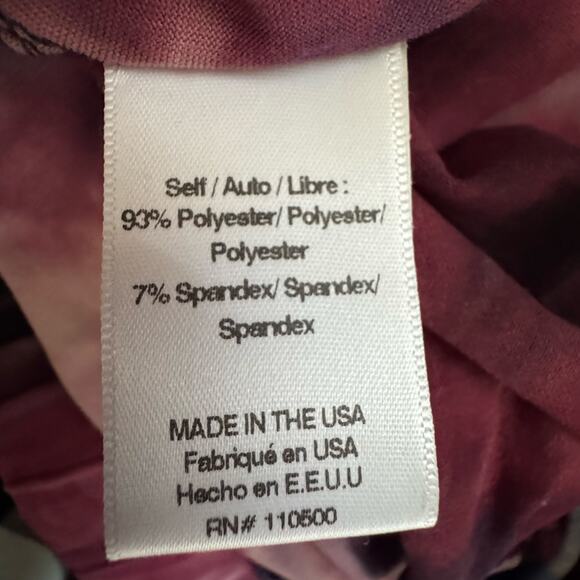 Self / Auto / Libre :
93% Polyester/ Polyester/
Polyester
7% Spandex/ Spandex/
Spandex
MADE IN THE USA
Fabriqué en USA
Hecho en E.E.U.U
RN# 110500